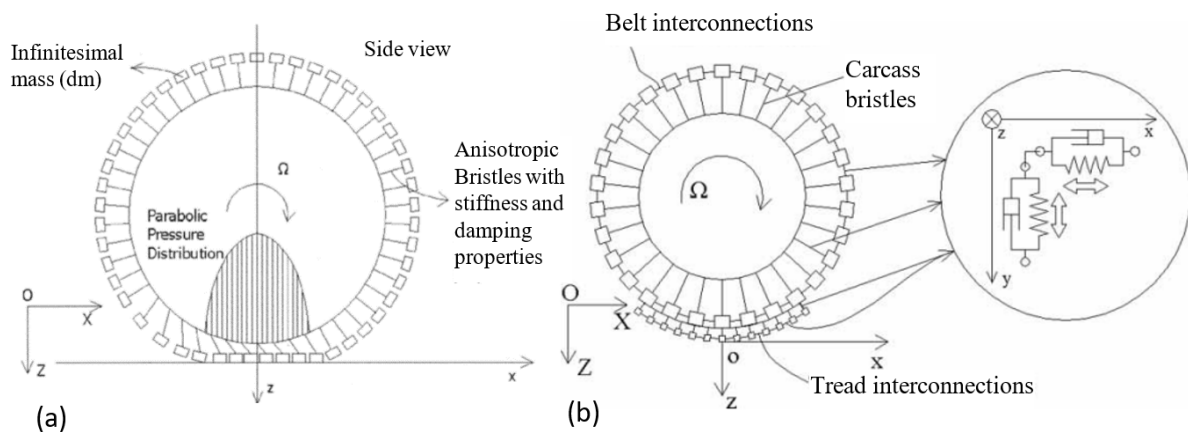 Infinitesimal
mass (dm)
Side view
Ω
Parabolic
Pressure
Distribution
Anisotropic
Bristles with
stiffness and
damping
properties
O
X
Z
x
z
(a)
Belt interconnections
Carcass
bristles
Ω
O
X
Z
o
x
z
Tread interconnections
z
x
y
(b)